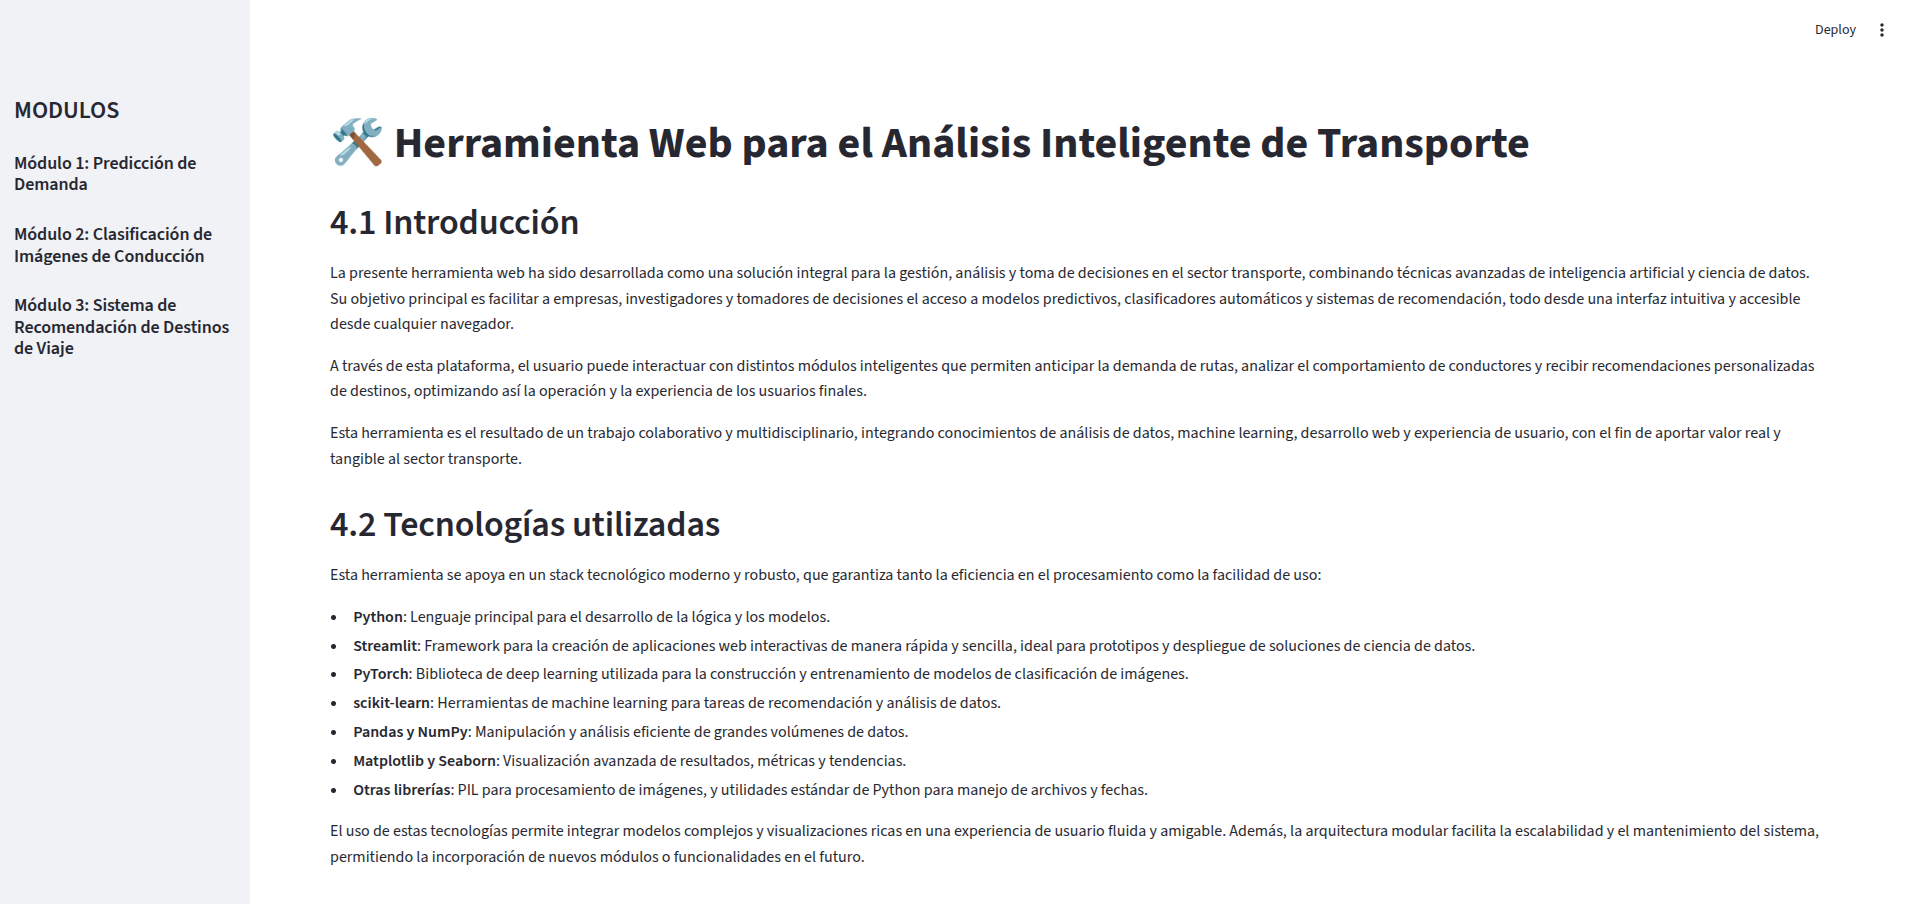 Deploy
MODULOS
Módulo 1: Predicción de
Demanda
Módulo 2: Clasificación de
Imágenes de Conducción
Módulo 3: Sistema de
Recomendación de Destinos
de Viaje
Herramienta Web para el Análisis Inteligente de Transporte
4.1 Introducción
La presente herramienta web ha sido desarrollada como una solución integral para la gestión, análisis y toma de decisiones en el sector transporte, combinando técnicas avanzadas de inteligencia artificial y ciencia de datos.
Su objetivo principal es facilitar a empresas, investigadores y tomadores de decisiones el acceso a modelos predictivos, clasificadores automáticos y sistemas de recomendación, todo desde una interfaz intuitiva y accesible
desde cualquier navegador.
A través de esta plataforma, el usuario puede interactuar con distintos módulos inteligentes que permiten anticipar la demanda de rutas, analizar el comportamiento de conductores y recibir recomendaciones personalizadas
de destinos, optimizando así la operación y la experiencia de los usuarios finales.
Esta herramienta es el resultado de un trabajo colaborativo y multidisciplinario, integrando conocimientos de análisis de datos, machine learning, desarrollo web y experiencia de usuario, con el fin de aportar valor real y
tangible al sector transporte.
4.2 Tecnologías utilizadas
Esta herramienta se apoya en un stack tecnológico moderno y robusto, que garantiza tanto la eficiencia en el procesamiento como la facilidad de uso:
• Python: Lenguaje principal para el desarrollo de la lógica y los modelos.
• Streamlit: Framework para la creación de aplicaciones web interactivas de manera rápida y sencilla, ideal para prototipos y despliegue de soluciones de ciencia de datos.
• PyTorch: Biblioteca de deep learning utilizada para la construcción y entrenamiento de modelos de clasificación de imágenes.
• scikit-learn: Herramientas de machine learning para tareas de recomendación y análisis de datos.
• Pandas y NumPy: Manipulación y análisis eficiente de grandes volúmenes de datos.
• Matplotlib y Seaborn: Visualización avanzada de resultados, métricas y tendencias.
• Otras librerías: PIL para procesamiento de imágenes, y utilidades estándar de Python para manejo de archivos y fechas.
El uso de estas tecnologías permite integrar modelos complejos y visualizaciones ricas en una experiencia de usuario fluida y amigable. Además, la arquitectura modular facilita la escalabilidad y el mantenimiento del sistema,
permitiendo la incorporación de nuevos módulos o funcionalidades en el futuro.